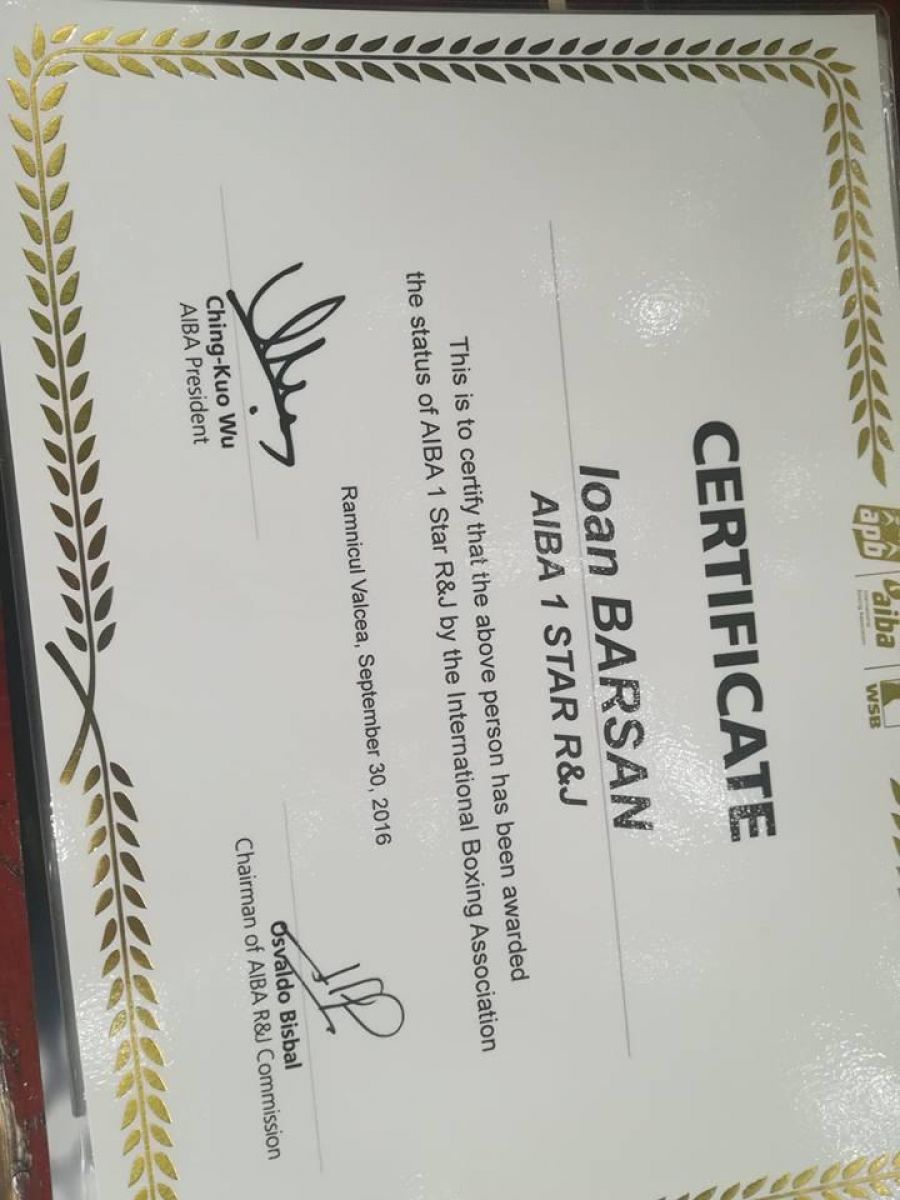 apb
aiba
WSB
CERTIFICATE
Ioan BARSAN
AIBA 1 STAR R&J
This is to certify that the above person has been awarded
the status of AIBA 1 Star R&J by the International Boxing Association
Ramnicul Valcea, September 30, 2016
Ching-Kuo Wu
AIBA President
Osvaldo Bisbal
Chairman of AIBA R&J Commission